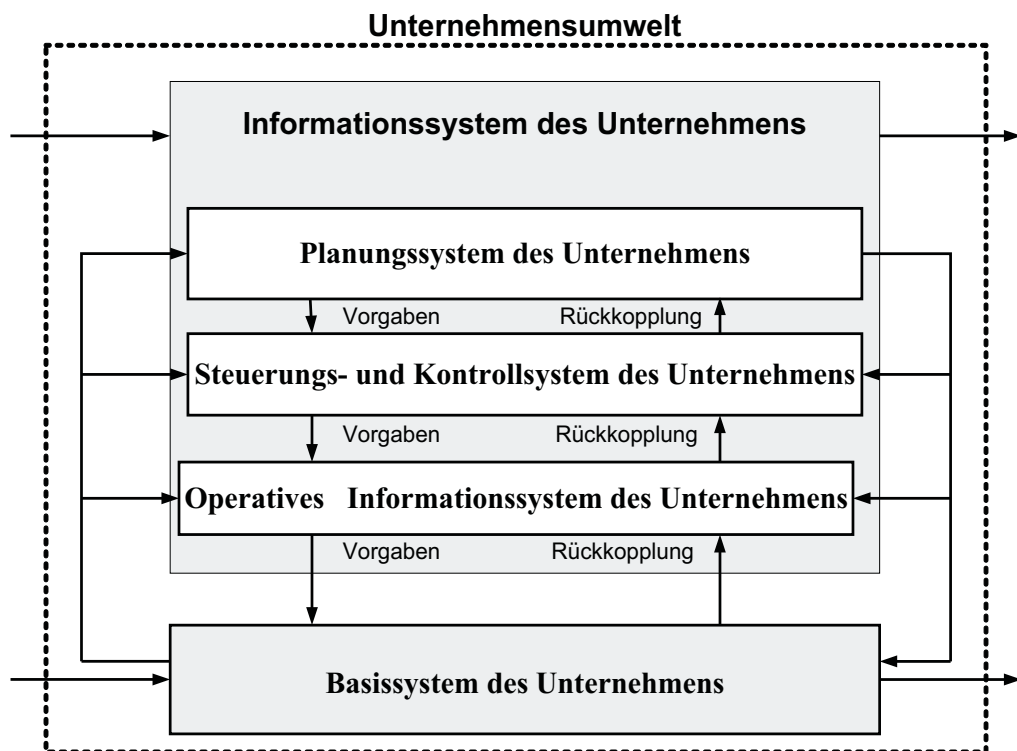 Unternehmensumwelt
Informationssystem des Unternehmens
Planungssystem des Unternehmens
Vorgaben Rückkopplung
Steuerungs- und Kontrollsystem des Unternehmens
Vorgaben Rückkopplung
Operatives Informationssystem des Unternehmens
Vorgaben Rückkopplung
Basissystem des Unternehmens